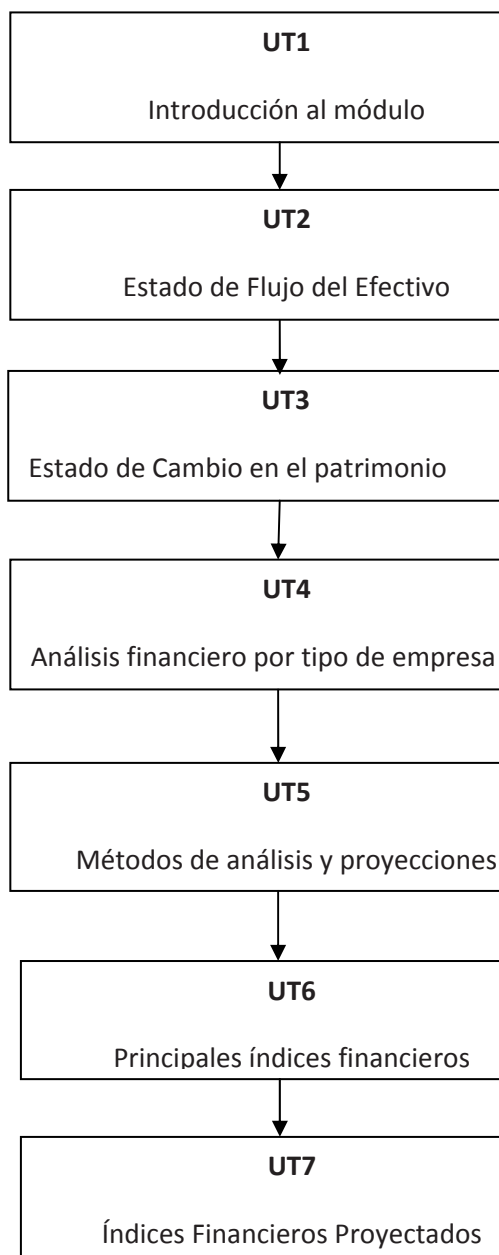 UT1
Introducción al módulo
UT2
Estado de Flujo del Efectivo
UT3
Estado de Cambio en el patrimonio
UT4
Análisis financiero por tipo de empresa
UT5
Métodos de análisis y proyecciones
UT6
Principales índices financieros
UT7
Índices Financieros Proyectados